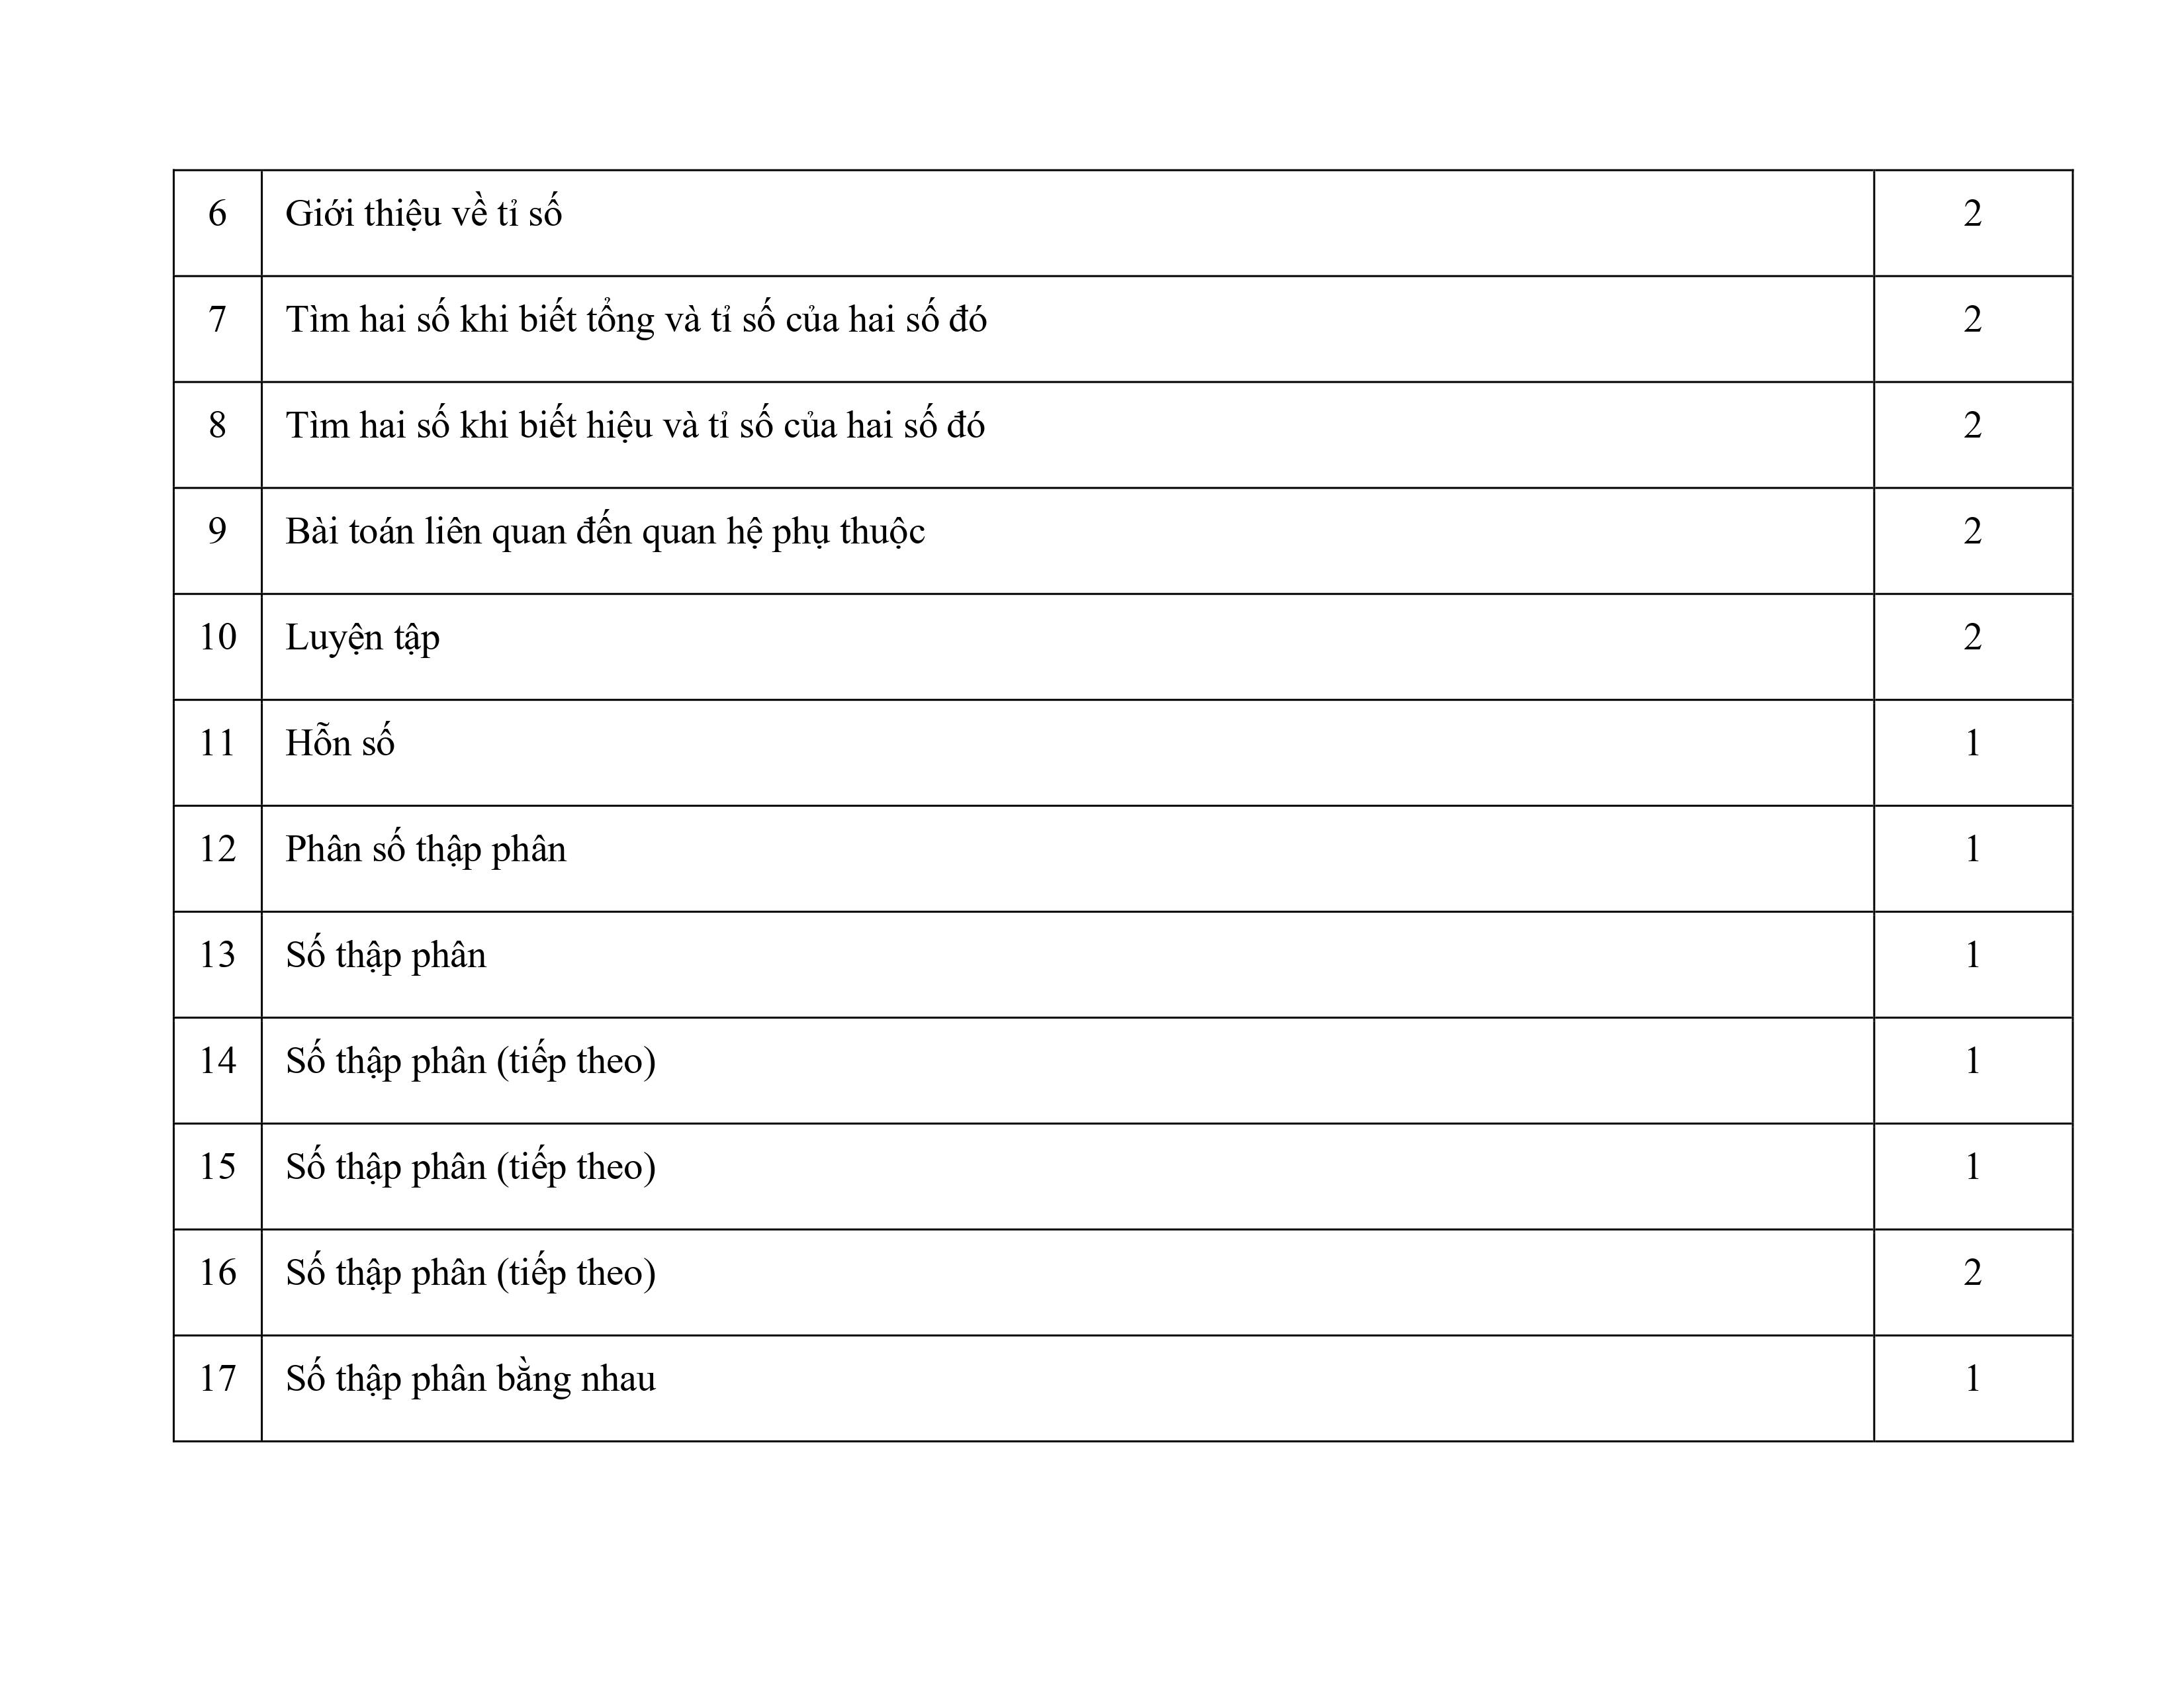 6 Giới thiệu về tỉ số 2
7 Tìm hai số khi biết tổng và tỉ số của hai số đó 2
8 Tìm hai số khi biết hiệu và tỉ số của hai số đó 2
9 Bài toán liên quan đến quan hệ phụ thuộc 2
10 Luyện tập 2
11 Hỗn số 1
12 Phân số thập phân 1
13 Số thập phân 1
14 Số thập phân (tiếp theo) 1
15 Số thập phân (tiếp theo) 1
16 Số thập phân (tiếp theo) 2
17 Số thập phân bằng nhau 1